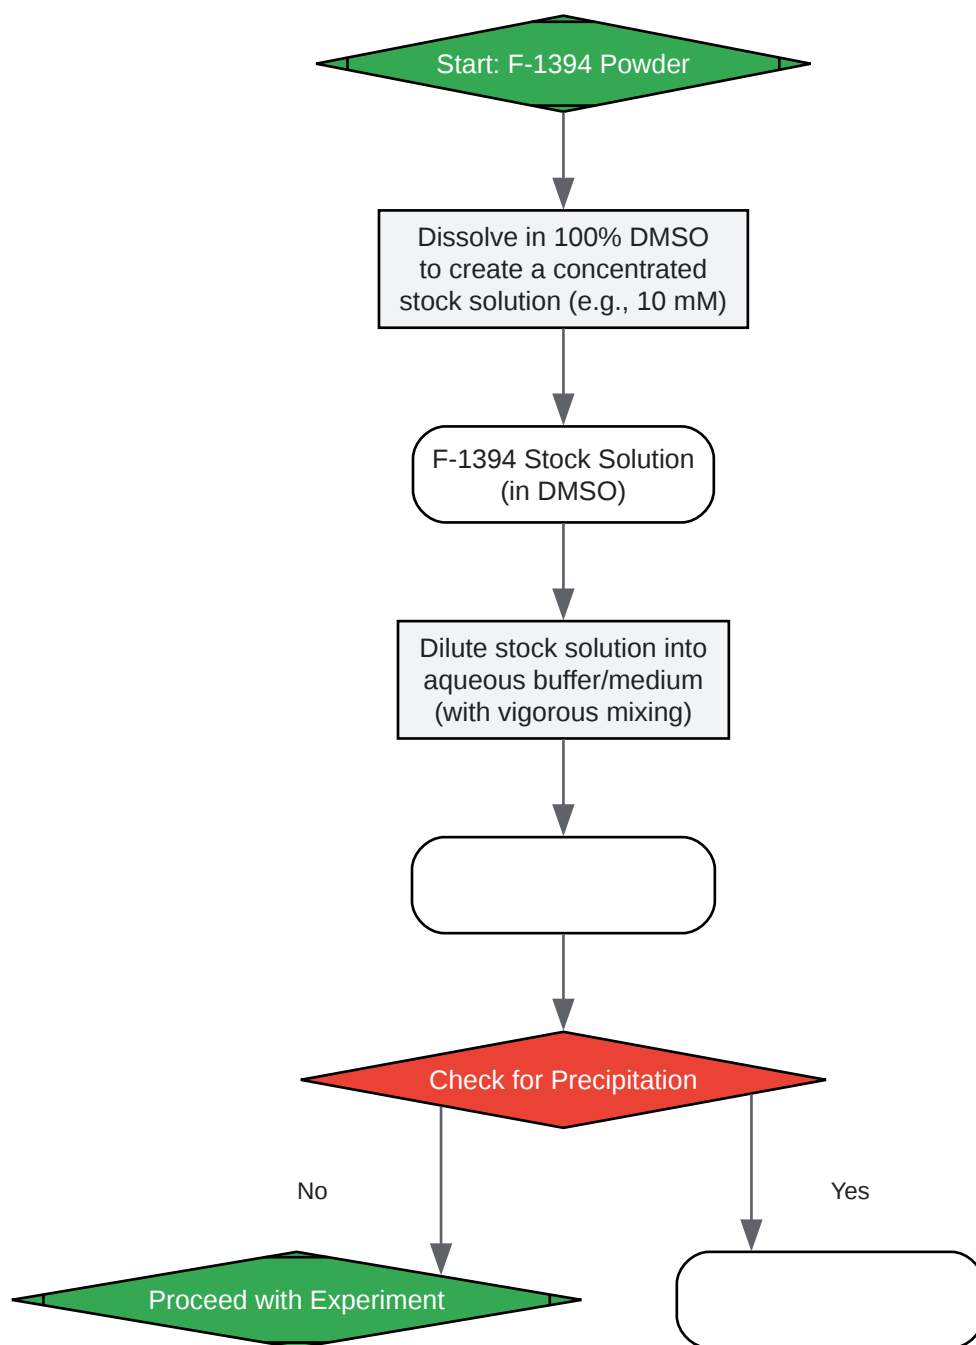 Start: F-1394 Powder
Dissolve in 100% DMSO
to create a concentrated
stock solution (e.g., 10 mM)
F-1394 Stock Solution
(in DMSO)
Dilute stock solution into
aqueous buffer/medium
(with vigorous mixing)
Check for Precipitation
No
Yes
Proceed with Experiment